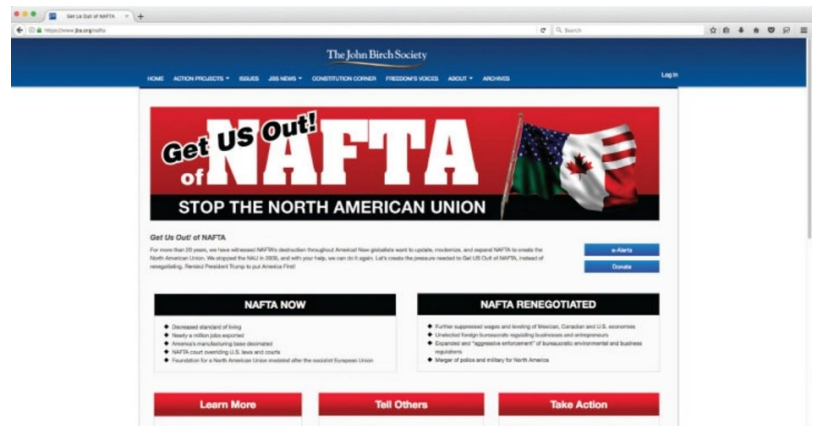 Get Us Out of NAFTA
https://www.jbs.org/nafta
Search
The John Birch Society
HOME ACTION PROJECTS ISSUES JBS NEWS CONSTITUTION CORNER FREEDOM'S VOICES ABOUT ARCHIVES
Log in
Get US Out!
of NAFTA
STOP THE NORTH AMERICAN UNION
Get Us Out! of NAFTA
For more than 20 years, we have witnessed NAFTA's destruction throughout America! Now globalists want to update, modernize, and expand NAFTA to create the
North American Union. We stopped the NAU in 2009, and with your help, we can do it again. Let's create the pressure needed to Get US Out of NAFTA, instead of
renegotiating. Remind President Trump to put America First!
e-Alerts
Donate
NAFTA NOW
Decreased standard of living
Nearly a million jobs exported
America's manufacturing base decimated
NAFTA court overriding U.S. laws and courts
Foundation for a North American Union modeled after the socialist European Union
NAFTA RENEGOTIATED
Further suppressed wages and leveling of Mexican, Canadian and U.S. economies
Unelected foreign bureaucrats regulating businesses and entrepreneurs
Expanded and "aggressive enforcement" of bureaucratic environmental and business
regulations
Merger of police and military for North America
Learn More
Tell Others
Take Action